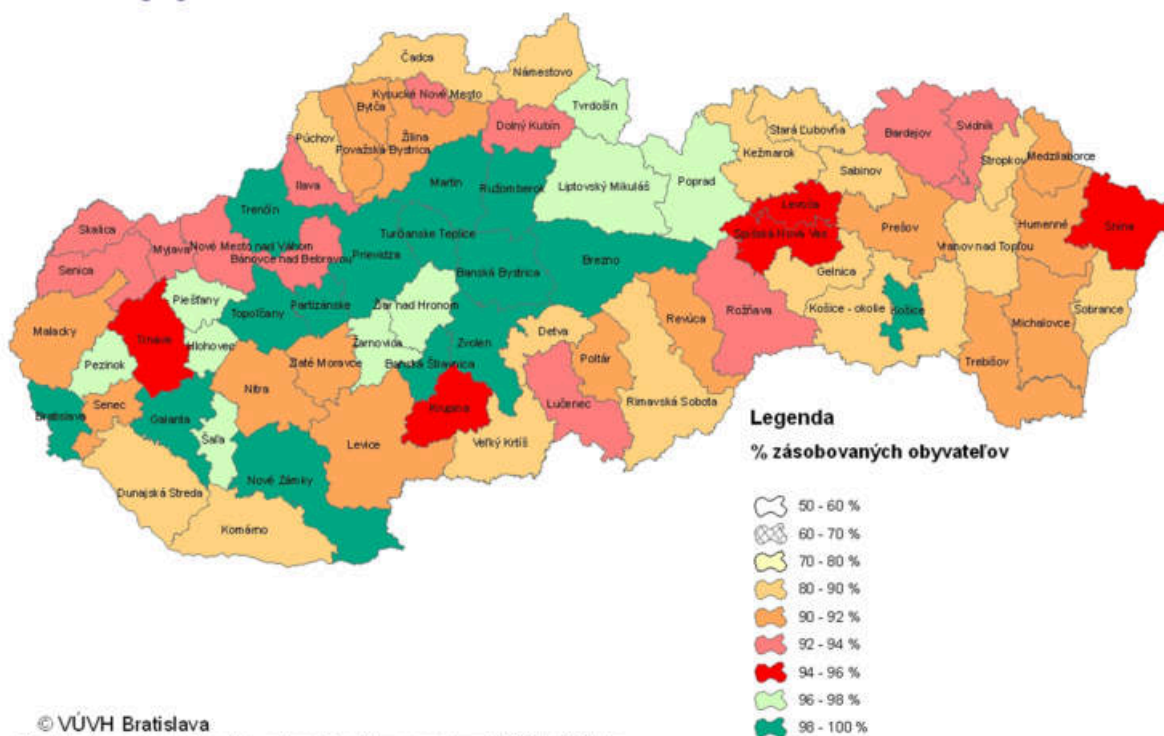 Čadca
Námestovo
Kysucké Nové Mesto
Tvrdošín
Bytča
Dolný Kubín
Púchov
Žilina
Považská Bystrica
Stará Ľubovňa
Bardejov
Svidník
Stropkov
Medzilaborce
Kežmarok
Sabinov
Ilava
Martin
Ružomberok
Liptovský Mikuláš
Poprad
Levoča
Trenčín
Turčianske Teplice
Spišská Nová Ves
Prešov
Humenné
Snina
Skalica
Myjava
Nové Mesto nad Váhom
Bánovce nad Bebravou
Prievidza
Banská Bystrica
Brezno
Vranov nad Topľou
Senica
Gelnica
Piešťany
Partizánske
Žiar nad Hronom
Topoľčany
Košice - okolie
Košice
Sobrance
Malacky
Trnava
Hlohovec
Žarnovica
Zvolen
Detva
Revúca
Rožňava
Michalovce
Pezinok
Zlaté Moravce
Banská Štiavnica
Poltár
Trebišov
Nitra
Bratislava
Senec
Galanta
Krupina
Lučenec
Rimavská Sobota
Šaľa
Levice
Veľký Krtíš
Nové Zámky
Dunajská Streda
Komárno
Legenda
% zásobovaných obyvateľov
50 - 60 %
60 - 70 %
70 - 80 %
80 - 90 %
90 - 92 %
92 - 94 %
94 - 96 %
96 - 98 %
98 - 100 %
© VÚVH Bratislava